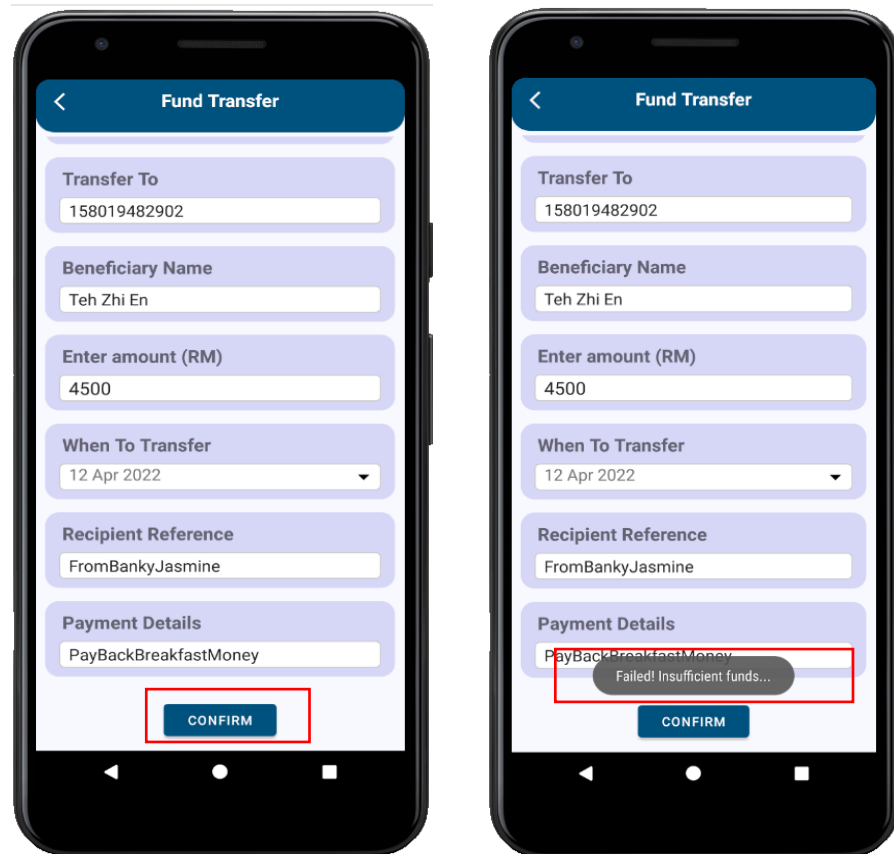 Fund Transfer
Transfer To
158019482902
Beneficiary Name
Teh Zhi En
Enter amount (RM)
4500
When To Transfer
12 Apr 2022
Recipient Reference
FromBankyJasmine
Payment Details
PayBackBreakfastMoney
CONFIRM
Fund Transfer
Transfer To
158019482902
Beneficiary Name
Teh Zhi En
Enter amount (RM)
4500
When To Transfer
12 Apr 2022
Recipient Reference
FromBankyJasmine
Payment Details
PayBackBreakfastMoney
Failed! Insufficient funds...
CONFIRM